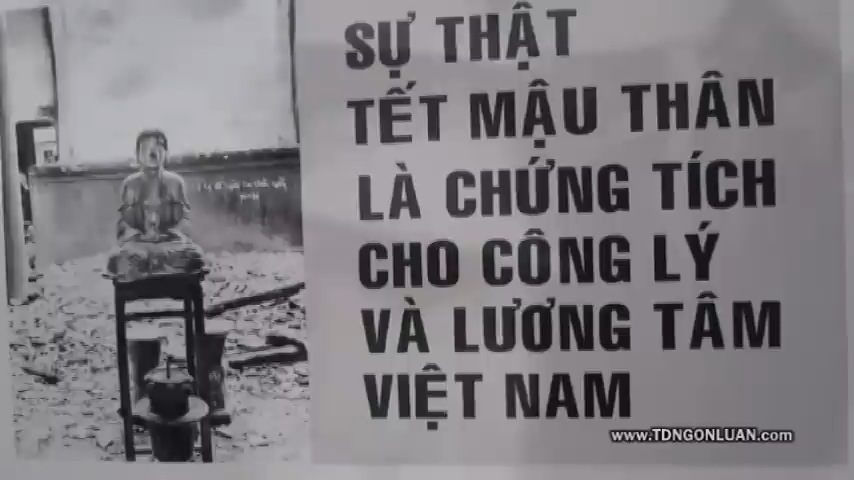 SỰ THẬT
TẾT MẬU THÂN
LÀ CHỨNG TÍCH
CHO CÔNG LÝ
VÀ LƯƠNG TÂM
VIỆT NAM
www.TDNGONLUAN.com